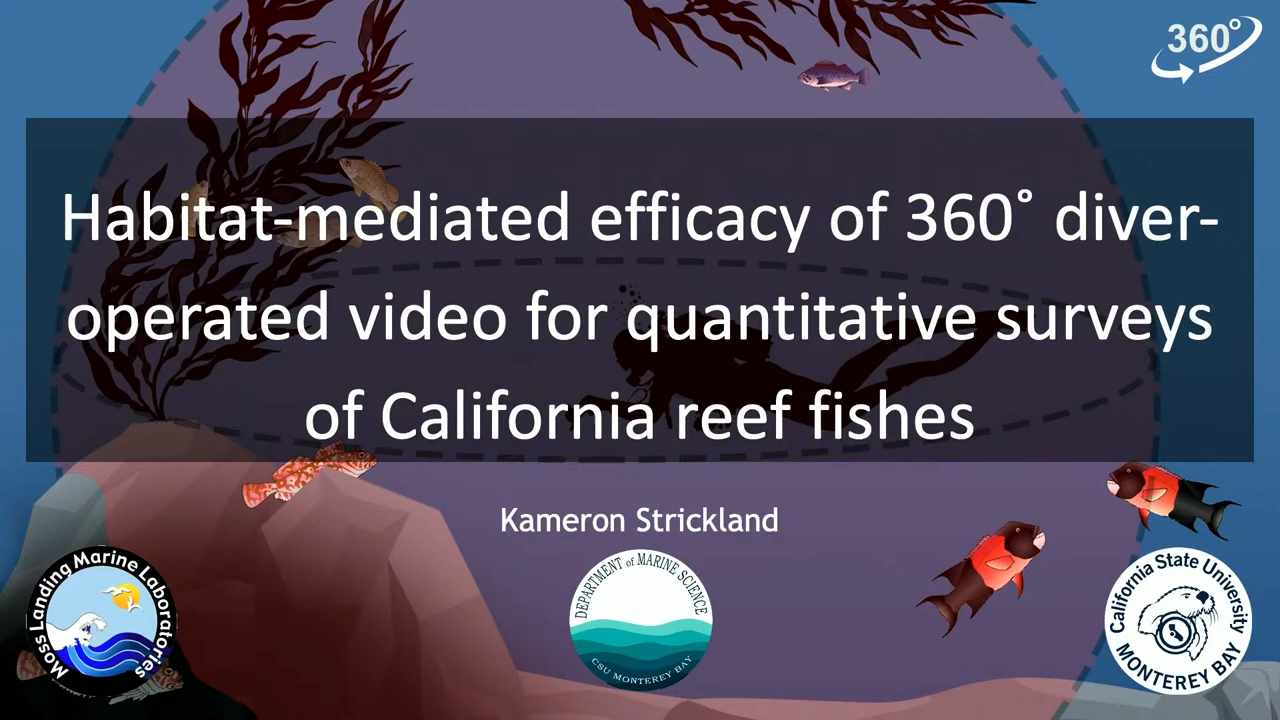 360°
Habitat-mediated efficacy of 360° diver-
operated video for quantitative surveys
of California reef fishes
Kameron Strickland
Moss Landing Marine Laboratories
DEPARTMENT of MARINE SCIENCE
CSU MONTEREY BAY
California State University
MONTEREY BAY